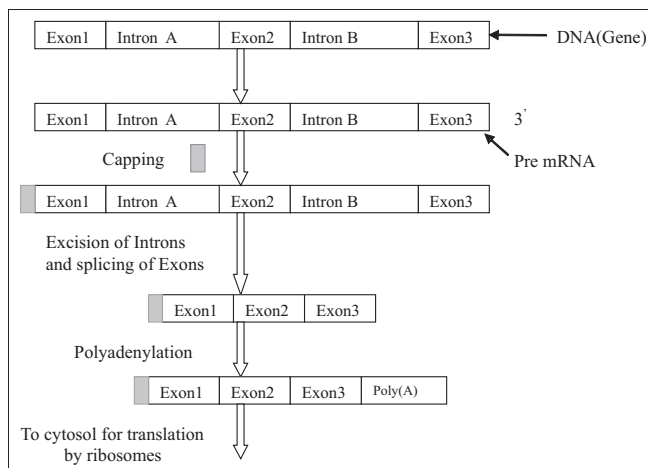 Exon1 Intron A Exon2 Intron B Exon3 DNA(Gene)
Exon1 Intron A Exon2 Intron B Exon3 3'
Capping
Pre mRNA
Exon1 Intron A Exon2 Intron B Exon3
Excision of Introns
and splicing of Exons
Exon1 Exon2 Exon3
Polyadenylation
Exon1 Exon2 Exon3 Poly(A)
To cytosol for translation
by ribosomes